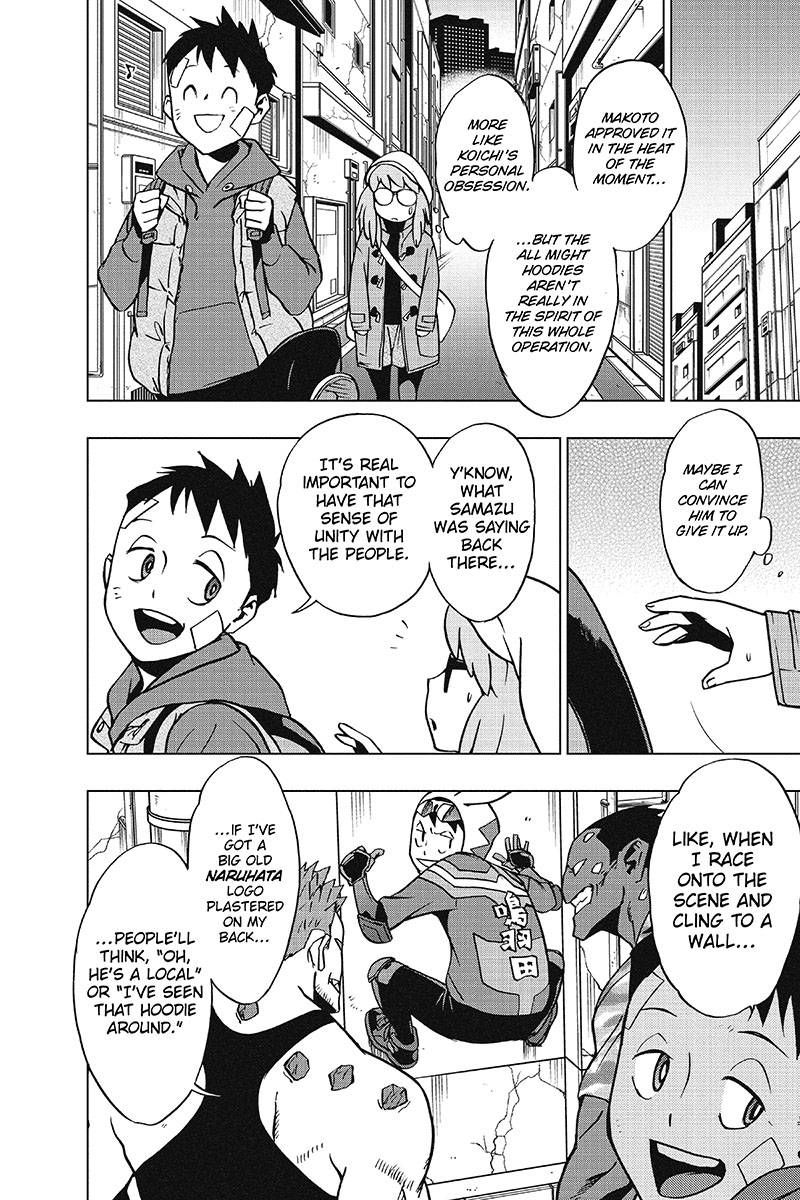 MAKOTO
APPROVED IT
IN THE HEAT
OF THE
MOMENT...
...BUT THE
ALL MIGHT
HOODIES
AREN'T
REALLY IN
THE SPIRIT OF
THIS WHOLE
OPERATION.
MORE
LIKE
KOICHI'S
PERSONAL
OBSESSION.
MAYBE I
CAN
CONVINCE
HIM TO
GIVE IT UP.
Y'KNOW,
WHAT
SAMAZU
WAS SAYING
BACK
THERE...
IT'S REAL
IMPORTANT TO
HAVE THAT
SENSE OF
UNITY WITH
THE PEOPLE.
LIKE, WHEN
I RACE
ONTO THE
SCENE AND
CLING TO A
WALL...
鳴羽田
...IF I'VE
GOT A
BIG OLD
NARUHATA
LOGO
PLASTERED
ON MY
BACK...
...PEOPLE'LL
THINK, "OH,
HE'S A LOCAL"
OR "I'VE SEEN
THAT HOODIE
AROUND."